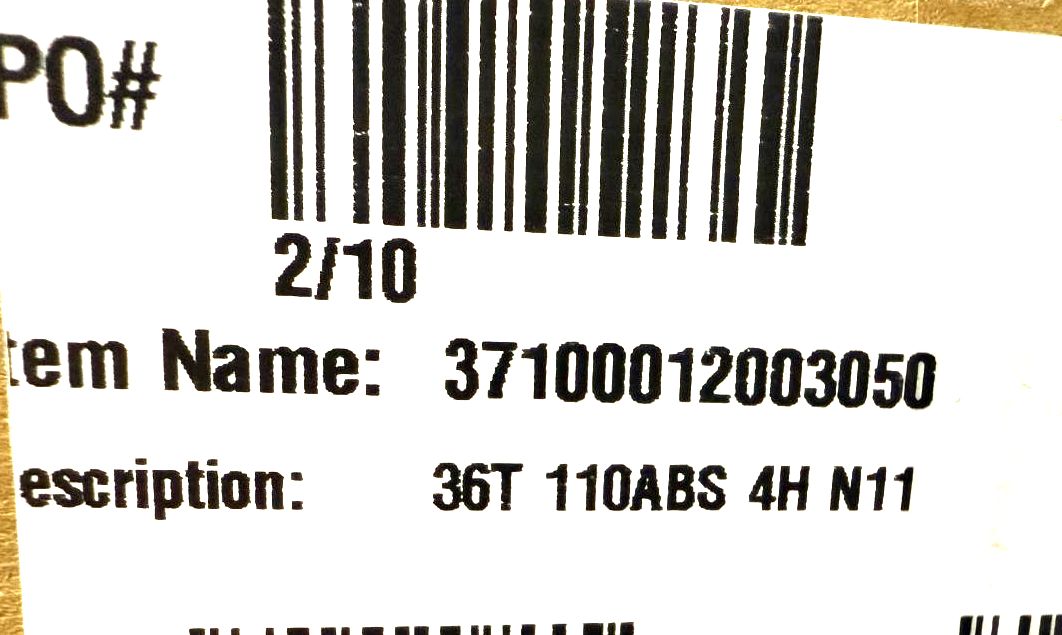 PO#
2/10
tem Name: 37100012003050
escription: 36T 110ABS 4H N11